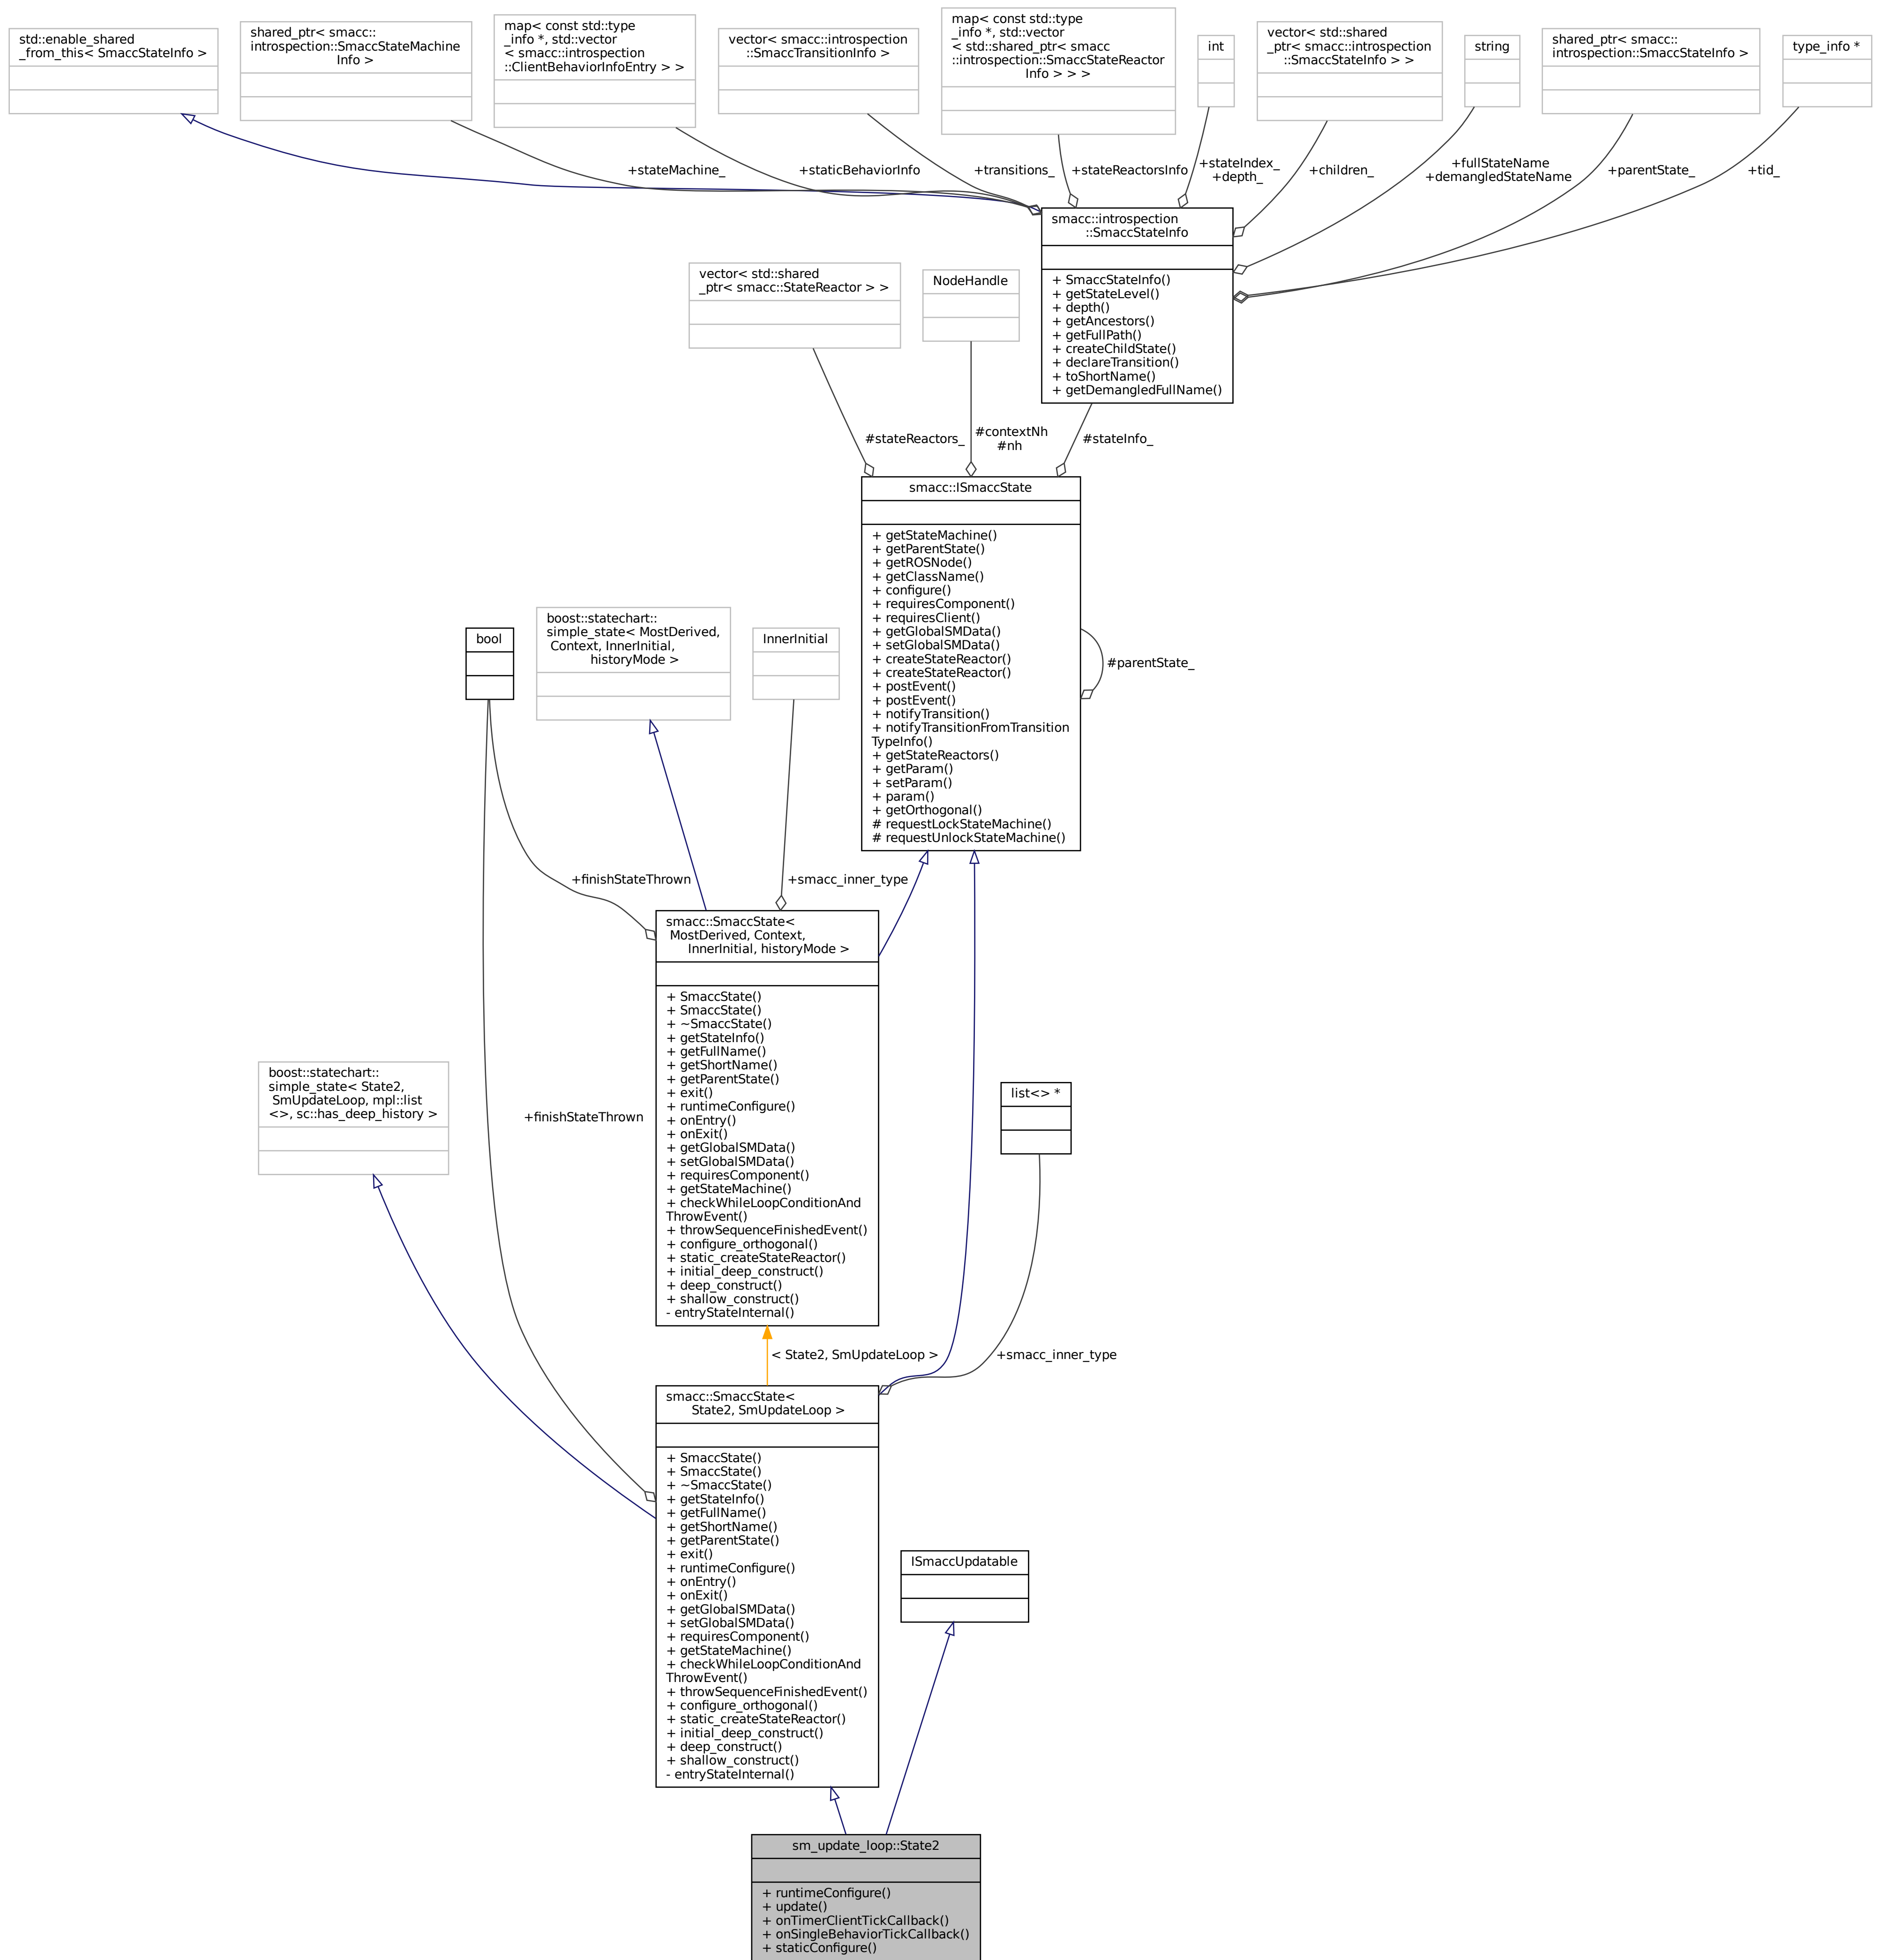 std::enable_shared
_from_this< SmaccStateInfo >
shared_ptr< smacc::
introspection::SmaccStateMachine
Info >
map< const std::type
_info *, std::vector
< smacc::introspection
::ClientBehaviorInfoEntry > >
vector< smacc::introspection
::SmaccTransitionInfo >
map< const std::type
_info *, std::vector
< std::shared_ptr< smacc
::introspection::SmaccStateReactor
Info > > >
int
vector< std::shared
_ptr< smacc::introspection
::SmaccStateInfo > >
string
shared_ptr< smacc::
introspection::SmaccStateInfo >
type_info *
+stateMachine_
+staticBehaviorInfo
+transitions_
+stateReactorsInfo
+stateIndex_
+depth_
+children_
+fullStateName
+demangledStateName
+parentState_
+tid_
smacc::introspection
::SmaccStateInfo
+ SmaccStateInfo()
+ getStateLevel()
+ depth()
+ getAncestors()
+ getFullPath()
+ createChildState()
+ declareTransition()
+ toShortName()
+ getDemangledFullName()
vector< std::shared
_ptr< smacc::StateReactor > >
NodeHandle
#stateReactors_
#contextNh
#nh
#stateInfo_
smacc::ISmaccState
+ getStateMachine()
+ getParentState()
+ getROSNode()
+ getClassName()
+ configure()
+ requiresComponent()
+ requiresClient()
+ getGlobalSMData()
+ setGlobalSMData()
+ createStateReactor()
+ createStateReactor()
+ postEvent()
+ postEvent()
+ notifyTransition()
+ notifyTransitionFromTransition
TypeInfo()
+ getStateReactors()
+ getParam()
+ setParam()
+ param()
+ getOrthogonal()
# requestLockStateMachine()
# requestUnlockStateMachine()
#parentState_
bool
boost::statechart::
simple_state< MostDerived,
Context, InnerInitial,
historyMode >
InnerInitial
+finishStateThrown
+smacc_inner_type
smacc::SmaccState<
MostDerived, Context,
InnerInitial, historyMode >
+ SmaccState()
+ SmaccState()
+ ~SmaccState()
+ getStateInfo()
+ getFullName()
+ getShortName()
+ getParentState()
+ exit()
+ runtimeConfigure()
+ onEntry()
+ onExit()
+ getGlobalSMData()
+ setGlobalSMData()
+ requiresComponent()
+ getStateMachine()
+ checkWhileLoopConditionAnd
ThrowEvent()
+ throwSequenceFinishedEvent()
+ configure_orthogonal()
+ static_createStateReactor()
+ initial_deep_construct()
+ deep_construct()
+ shallow_construct()
- entryStateInternal()
boost::statechart::
simple_state< State2,
SmUpdateLoop, mpl::list
<>, sc::has_deep_history >
+finishStateThrown
list<> *
< State2, SmUpdateLoop >
+smacc_inner_type
smacc::SmaccState<
State2, SmUpdateLoop >
+ SmaccState()
+ SmaccState()
+ ~SmaccState()
+ getStateInfo()
+ getFullName()
+ getShortName()
+ getParentState()
+ exit()
+ runtimeConfigure()
+ onEntry()
+ onExit()
+ getGlobalSMData()
+ setGlobalSMData()
+ requiresComponent()
+ getStateMachine()
+ checkWhileLoopConditionAnd
ThrowEvent()
+ throwSequenceFinishedEvent()
+ configure_orthogonal()
+ static_createStateReactor()
+ initial_deep_construct()
+ deep_construct()
+ shallow_construct()
- entryStateInternal()
ISmaccUpdatable
sm_update_loop::State2
+ runtimeConfigure()
+ update()
+ onTimerClientTickCallback()
+ onSingleBehaviorTickCallback()
+ staticConfigure()